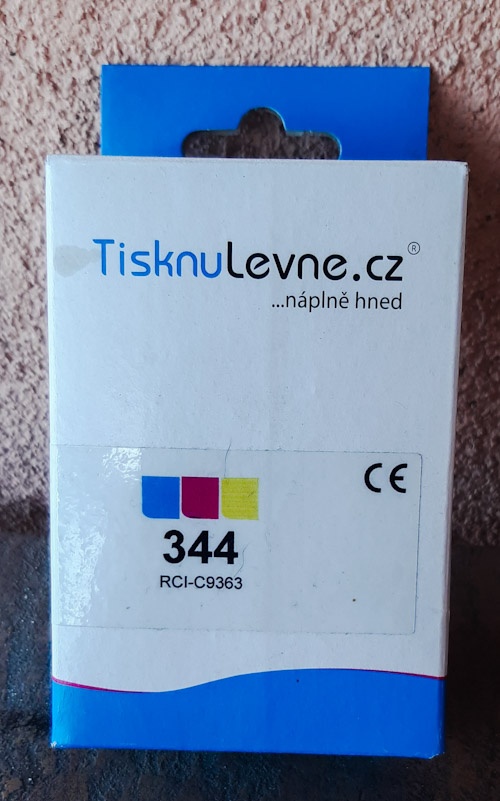 TisknuLevne.cz®
...náplně hned
CE
344
RCI-C9363